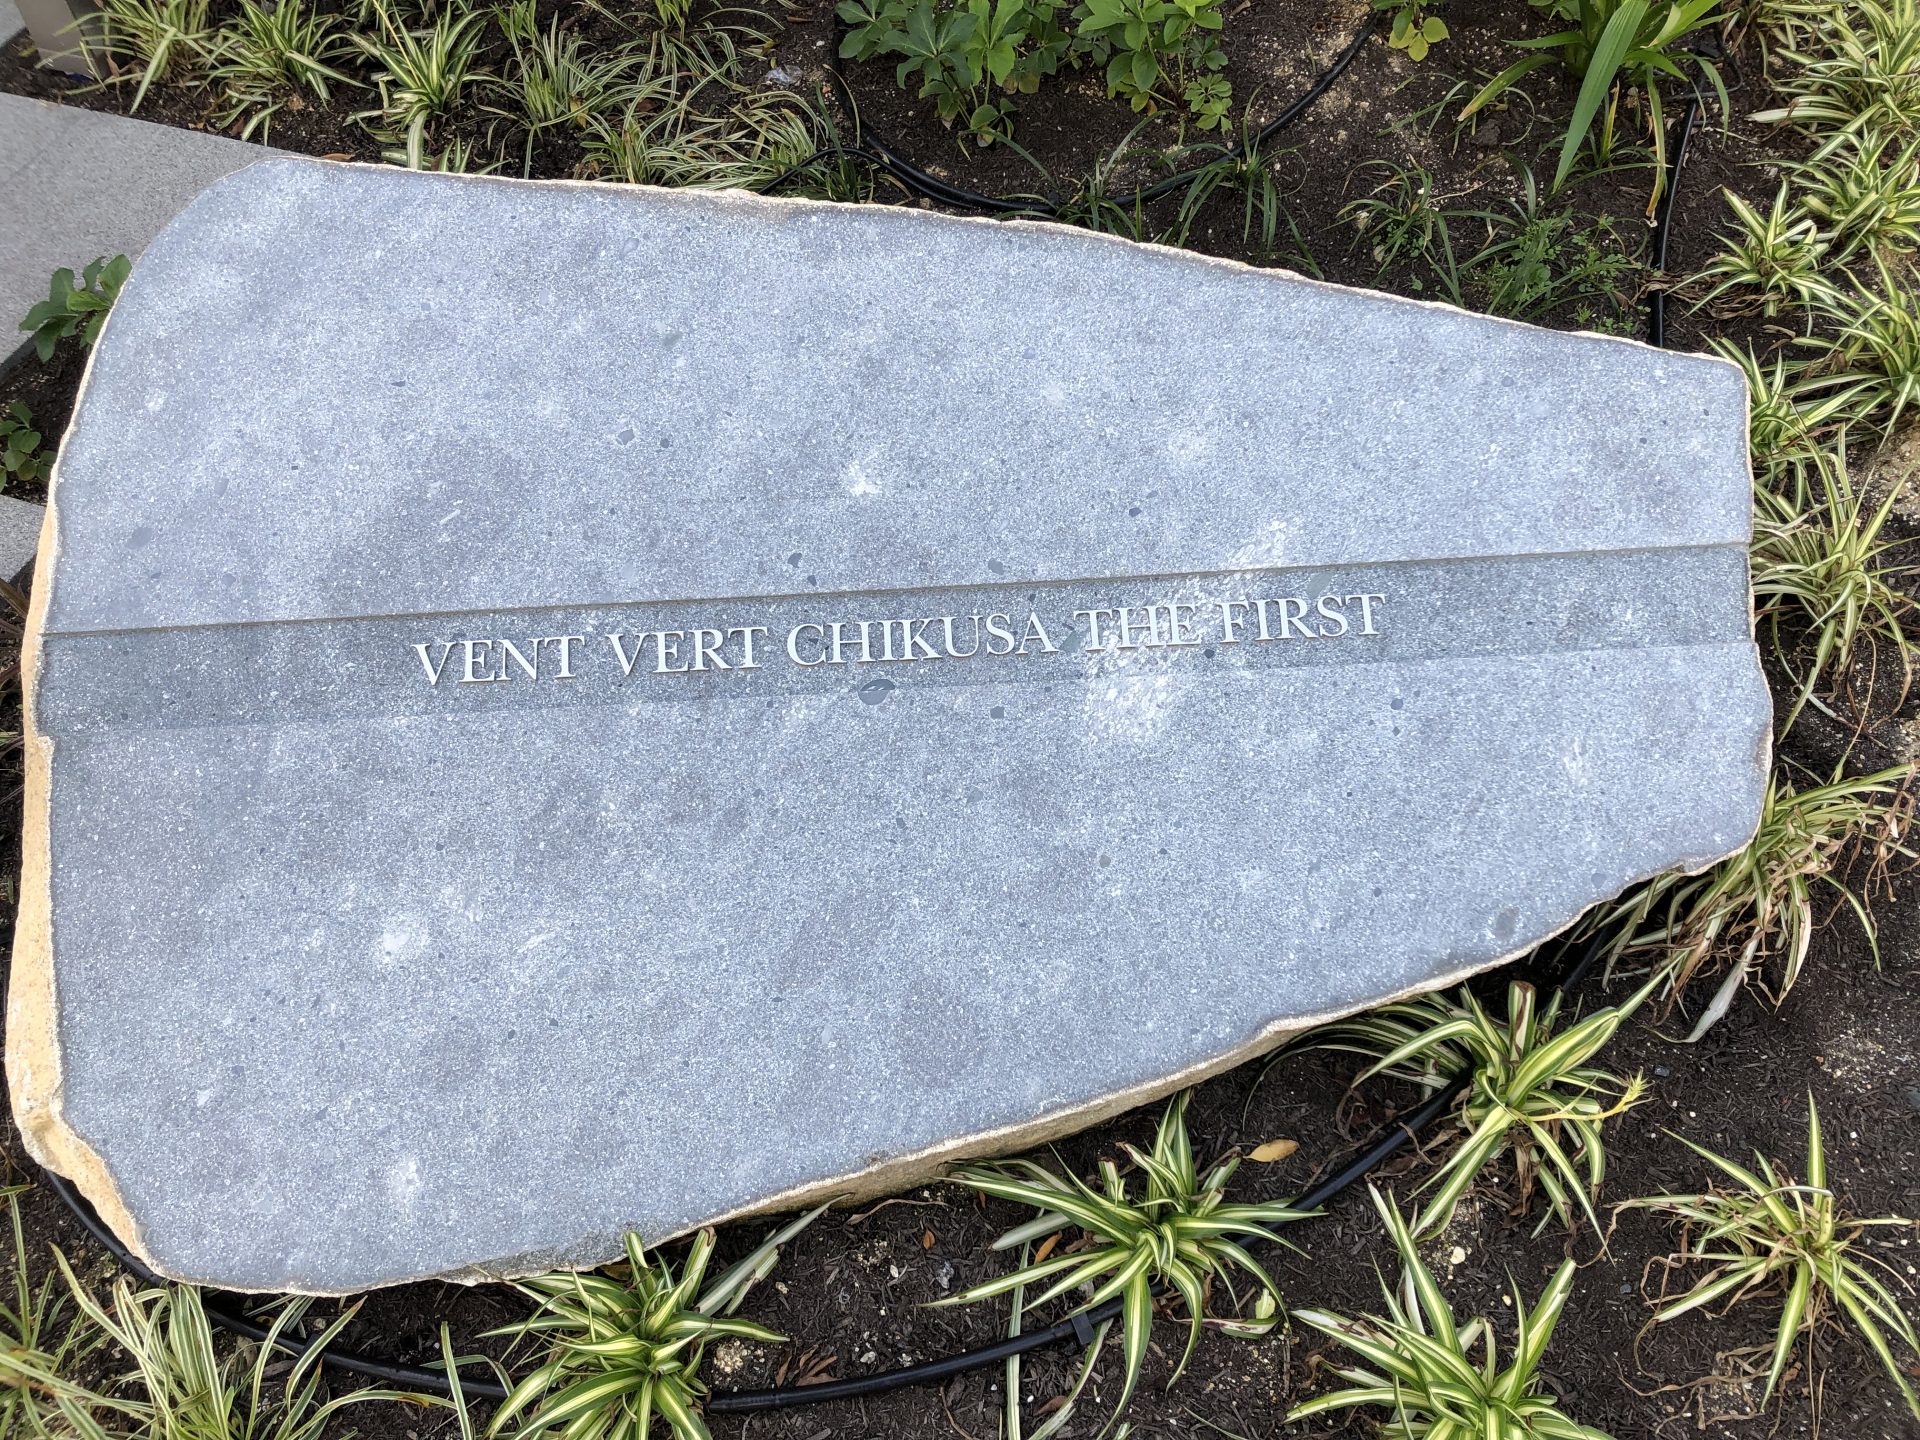 VENT VERT CHIKUSA THE FIRST